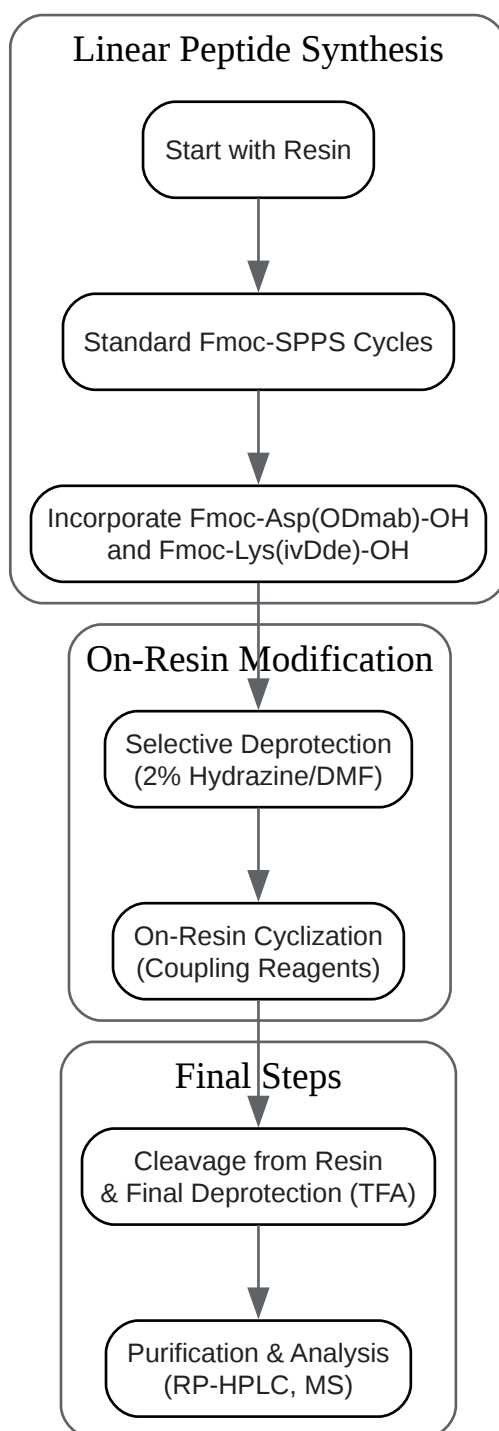 Linear Peptide Synthesis
Start with Resin
Standard Fmoc-SPPS Cycles
Incorporate Fmoc-Asp(ODmab)-OH
and Fmoc-Lys(ivDde)-OH
On-Resin Modification
Selective Deprotection
(2% Hydrazine/DMF)
On-Resin Cyclization
(Coupling Reagents)
Final Steps
Cleavage from Resin
& Final Deprotection (TFA)
Purification & Analysis
(RP-HPLC, MS)